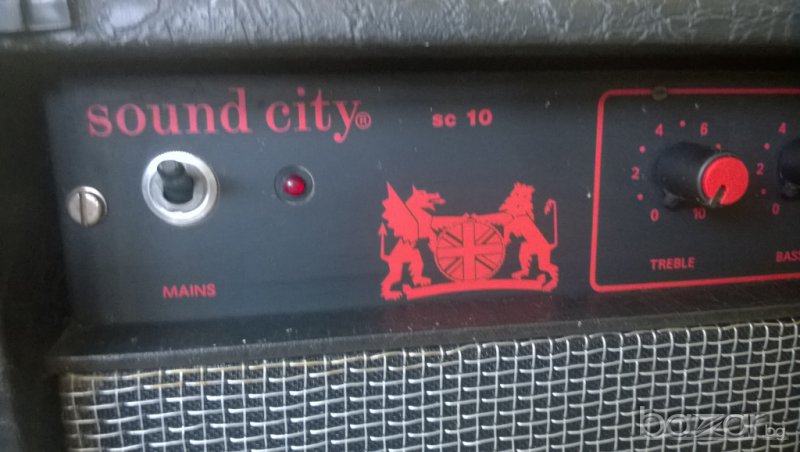 sound city®
sc 10
MAINS
4 6
2
0 10
TREBLE
4
2
0
BASS
bazar.bg